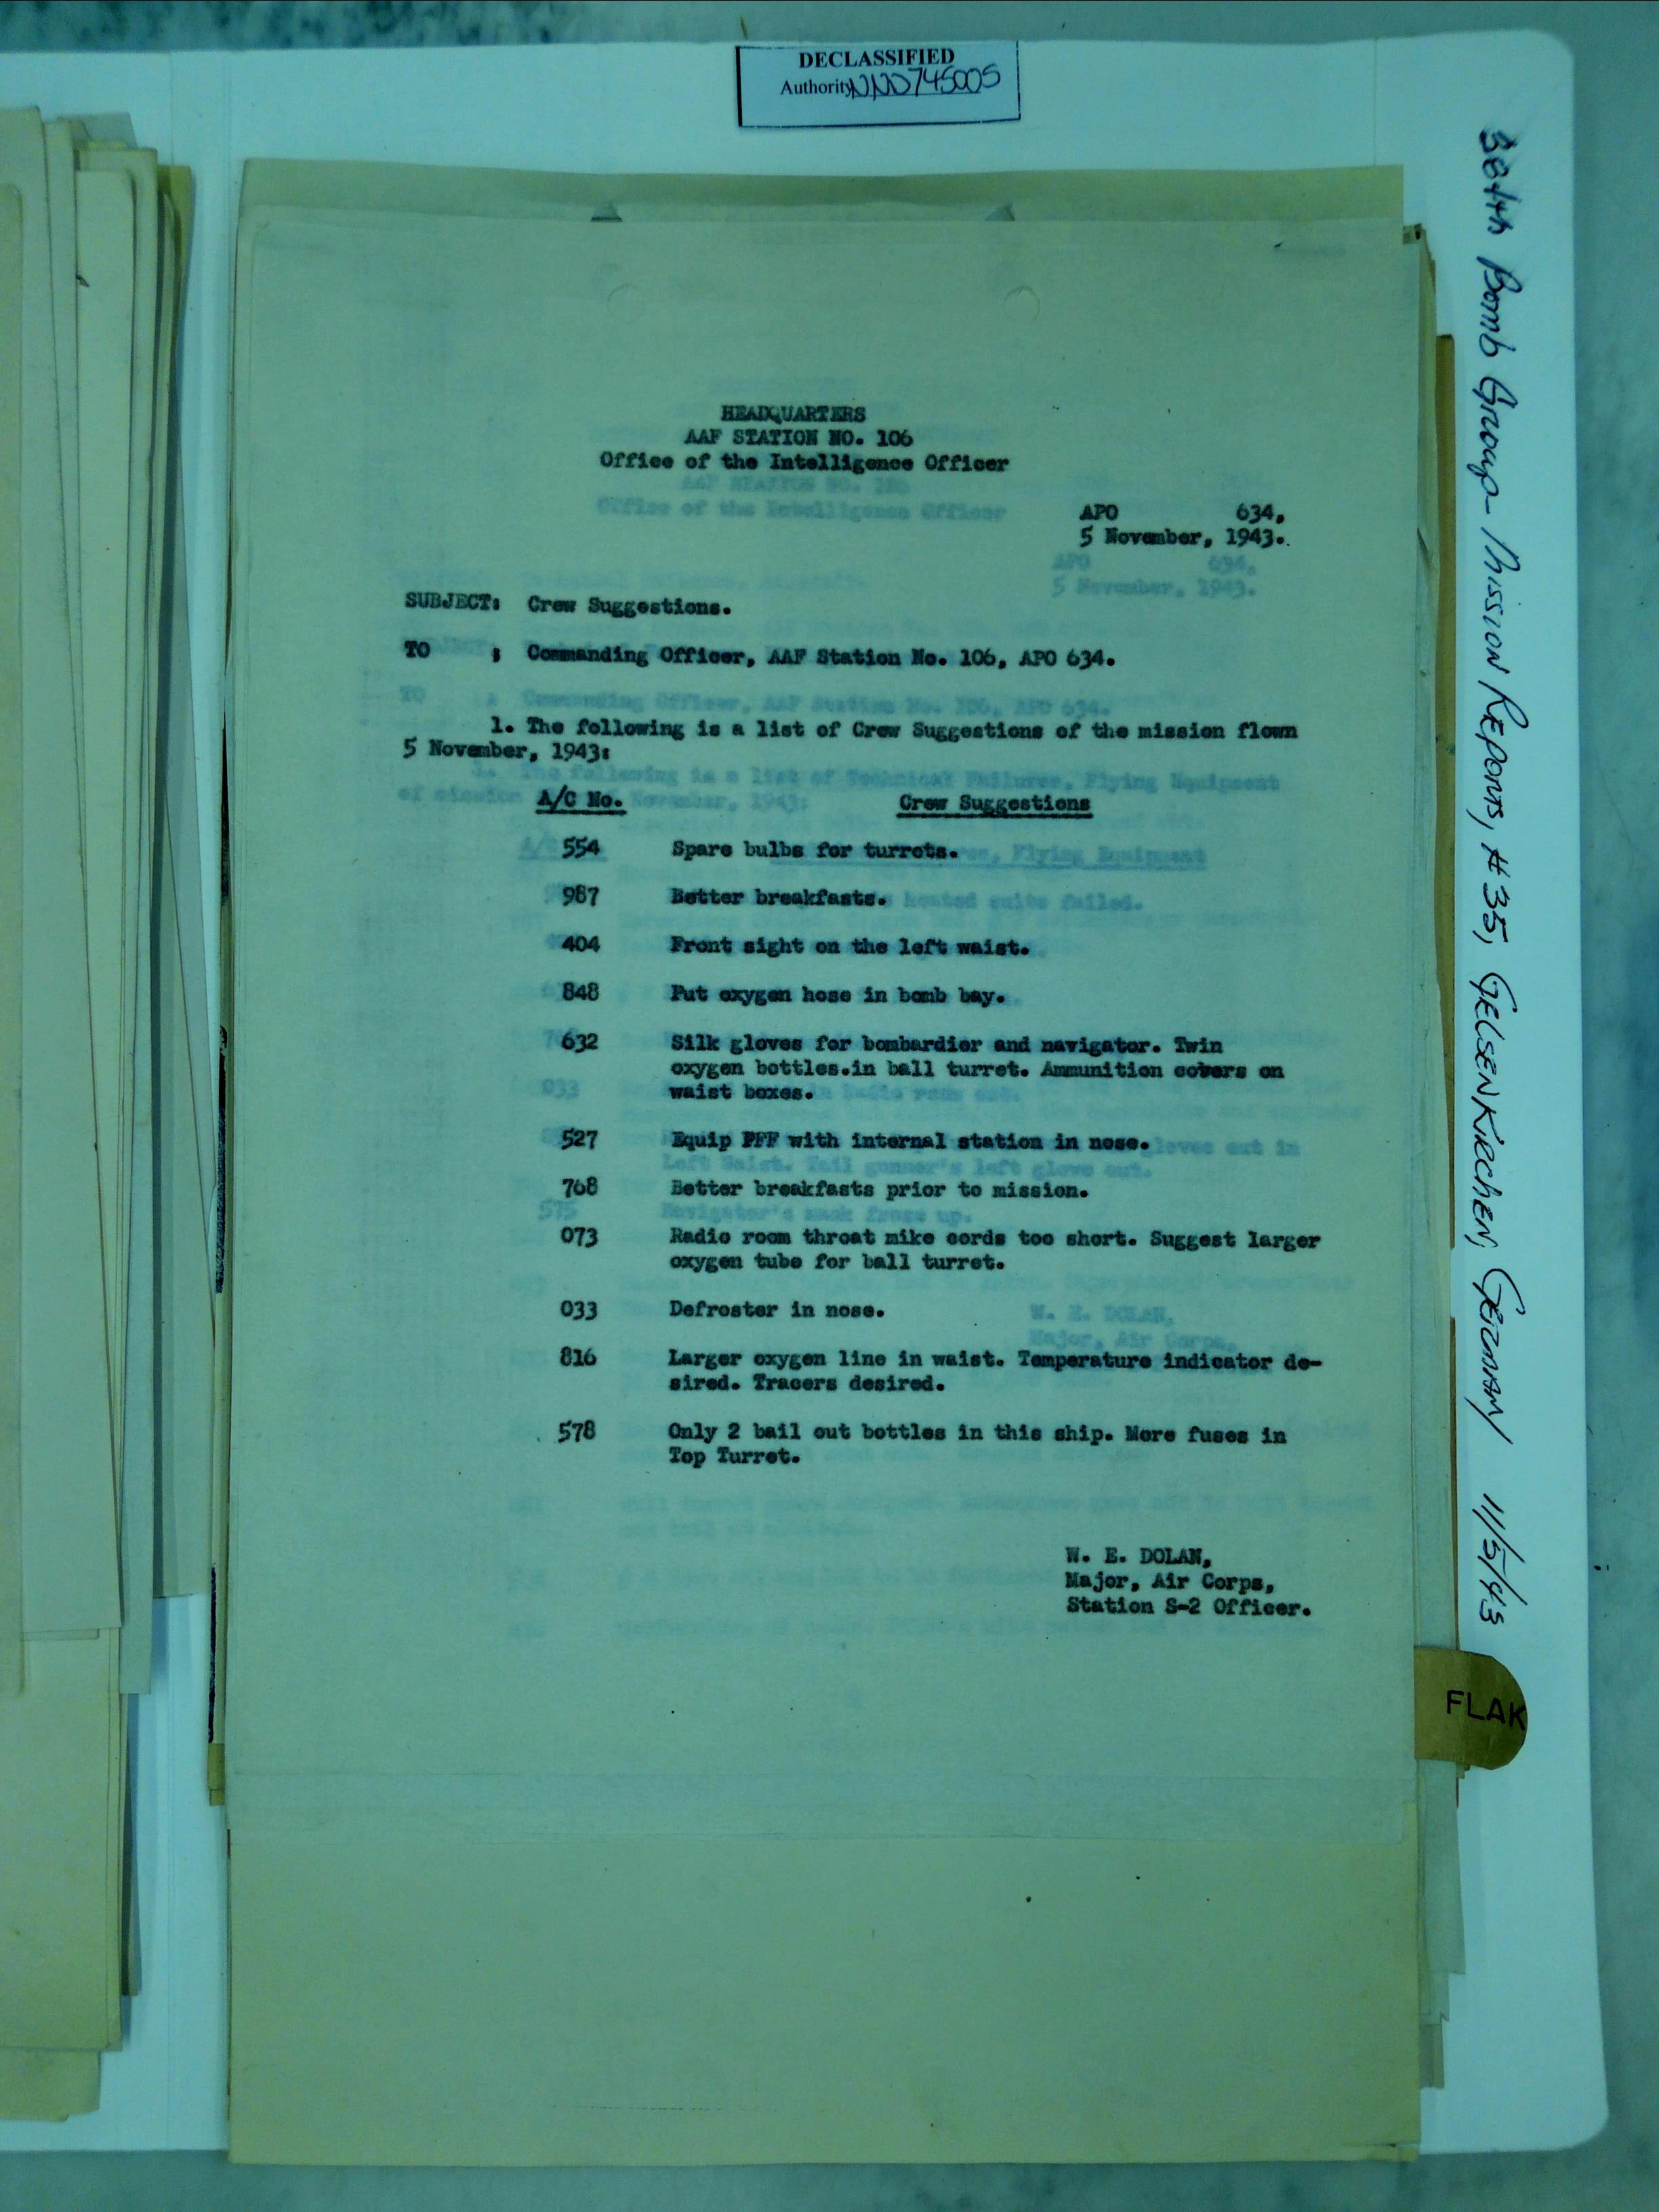 DECLASSIFIED
Authority NND745005
HEADQUARTERS
AAF STATION NO. 106
Office of the Intelligence Officer
APO 634,
5 November, 1943.
SUBJECT: Crew Suggestions.
TO : Commanding Officer, AAF Station No. 106, APO 634.
1. The following is a list of Crew Suggestions of the mission flown
5 November, 1943:
A/C No. Crew Suggestions
554 Spare bulbs for turrets.
987 Better breakfasts.
404 Front sight on the left waist.
848 Put oxygen hose in bomb bay.
632 Silk gloves for bombardier and navigator. Twin
oxygen bottles.in ball turret. Ammunition covers on
waist boxes.
527 Equip PFF with internal station in nose.
768 Better breakfasts prior to mission.
073 Radio room throat mike cords too short. Suggest larger
oxygen tube for ball turret.
033 Defroster in nose.
816 Larger oxygen line in waist. Temperature indicator de-
sired. Tracers desired.
578 Only 2 bail out bottles in this ship. More fuses in
Top Turret.
W. E. DOLAN,
Major, Air Corps,
Station S-2 Officer.
384th Bomb Group - Mission Reports, #35, GELSENKIRCHEN, GERMANY 11/5/43
FLAK